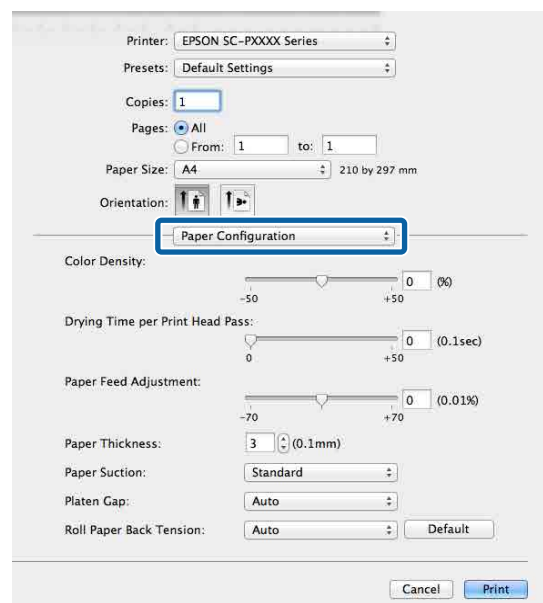 Printer: EPSON SC-PXXXX Series
Presets: Default Settings
Copies: 1
Pages: All
From: 1 to: 1
Paper Size: A4 210 by 297 mm
Orientation:
Paper Configuration
Color Density:
0 (%)
-50 +50
Drying Time per Print Head Pass:
0 (0.1sec)
0 +50
Paper Feed Adjustment:
0 (0.01%)
-70 +70
Paper Thickness: 3 (0.1mm)
Paper Suction: Standard
Platen Gap: Auto
Roll Paper Back Tension: Auto Default
Cancel Print